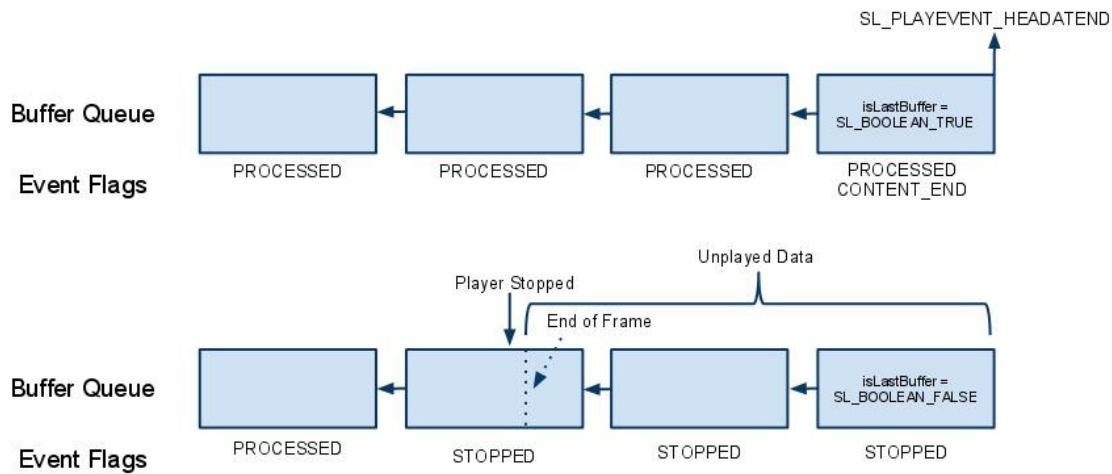 SL_PLAYEVENT_HEADATEND
Buffer Queue
isLastBuffer =
SL_BOOLEAN_TRUE
Event Flags
PROCESSED
PROCESSED
PROCESSED
PROCESSED
CONTENT_END
Unplayed Data
Player Stopped
End of Frame
Buffer Queue
isLastBuffer =
SL_BOOLEAN_FALSE
Event Flags
PROCESSED
STOPPED
STOPPED
STOPPED